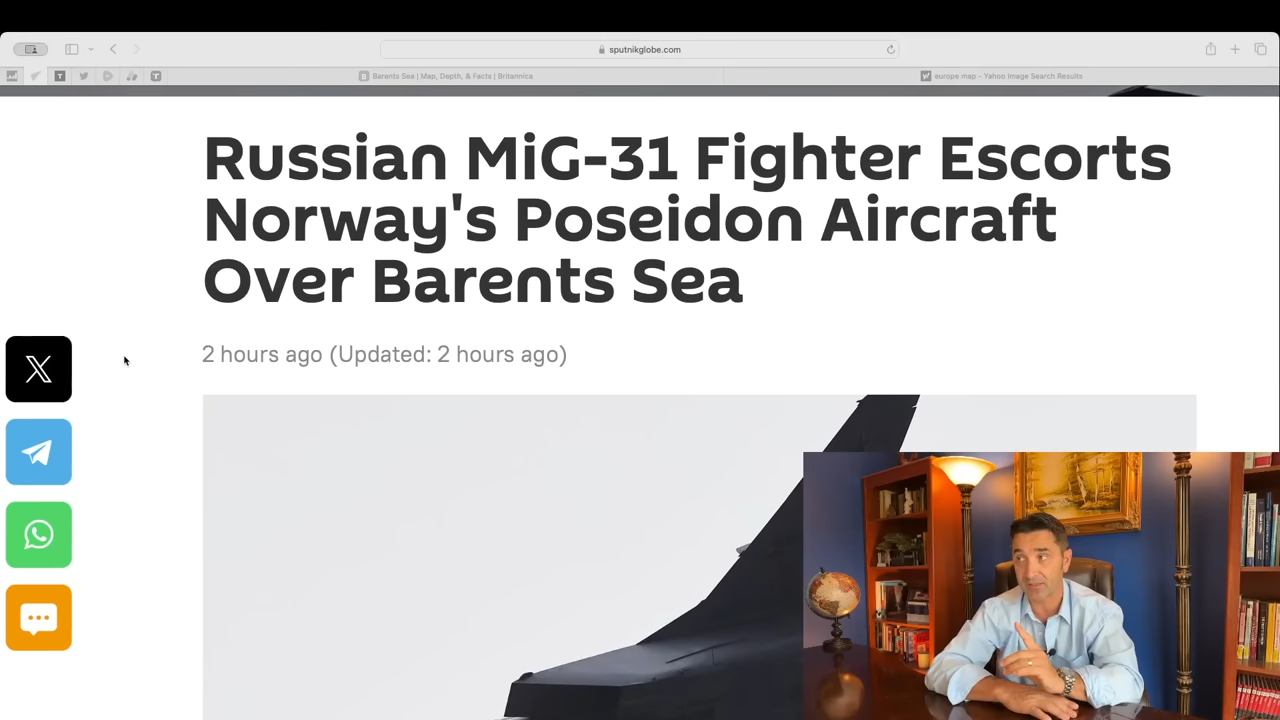 sputnikglobe.com
Barents Sea | Map, Depth, & Facts | Britannica
europe map - Yahoo Image Search Results
Russian MiG-31 Fighter Escorts
Norway's Poseidon Aircraft
Over Barents Sea
2 hours ago (Updated: 2 hours ago)